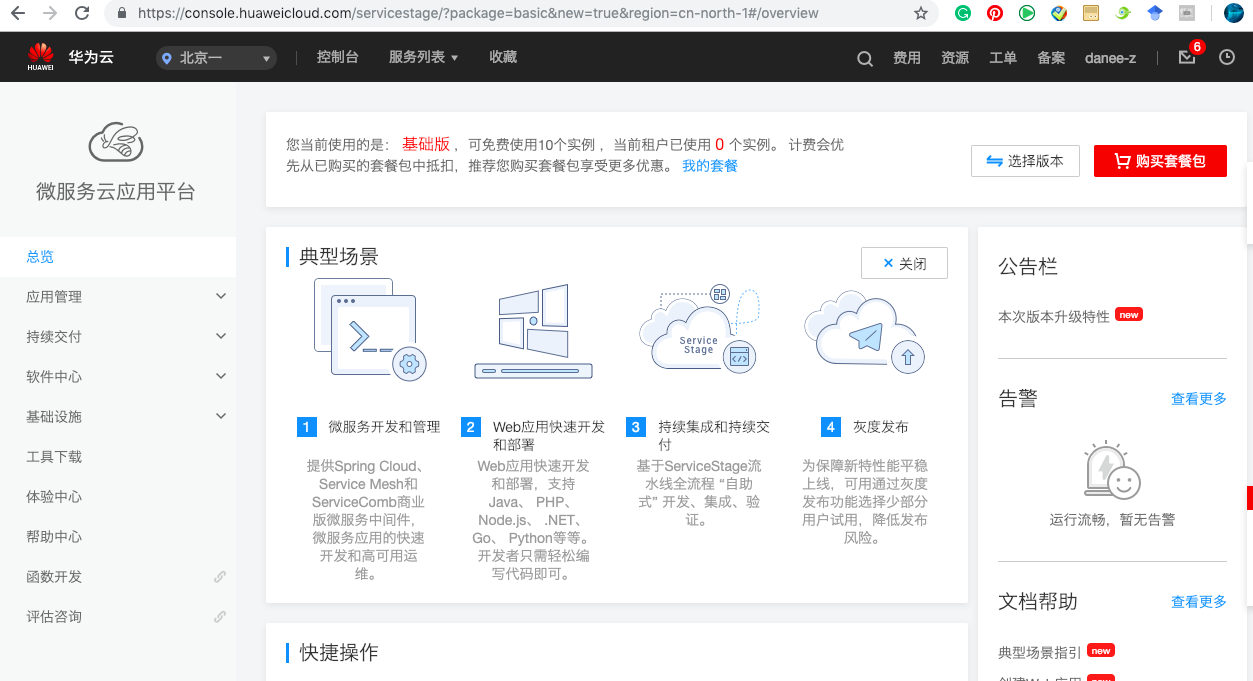 https://console.huaweicloud.com/servicestage/?package=basic&new=true&region=cn-north-1#/overview
HUAWEI
华为云
北京一
控制台
服务列表
收藏
费用
资源
工单
备案
danee-z
6
微服务云应用平台
总览
应用管理
持续交付
软件中心
基础设施
工具下载
体验中心
帮助中心
函数开发
评估咨询
您当前使用的是： 基础版 ，可免费使用10个实例 ，当前租户已使用 0 个实例。 计费会优
先从已购买的套餐包中抵扣，推荐您购买套餐包享受更多优惠。 我的套餐
选择版本
购买套餐包
典型场景
关闭
Service
Stage
1 微服务开发和管理
提供Spring Cloud、
Service Mesh和
ServiceComb商业
版微服务中间件，
微服务应用的快速
开发和高可用运
维。
2 Web应用快速开发
和部署
Web应用快速开发
和部署，支持
Java、 PHP、
Node.js、 .NET、
Go、 Python等等。
开发者只需轻松编
写代码即可。
3 持续集成和持续交
付
基于ServiceStage流
水线全流程 “自助
式” 开发、集成、验
证。
4 灰度发布
为保障新特性能平稳
上线，可用通过灰度
发布功能选择少部分
用户试用，降低发布
风险。
快捷操作
公告栏
本次版本升级特性 new
告警
查看更多
运行流畅，暂无告警
文档帮助
查看更多
典型场景指引 new
创建Web应用 new